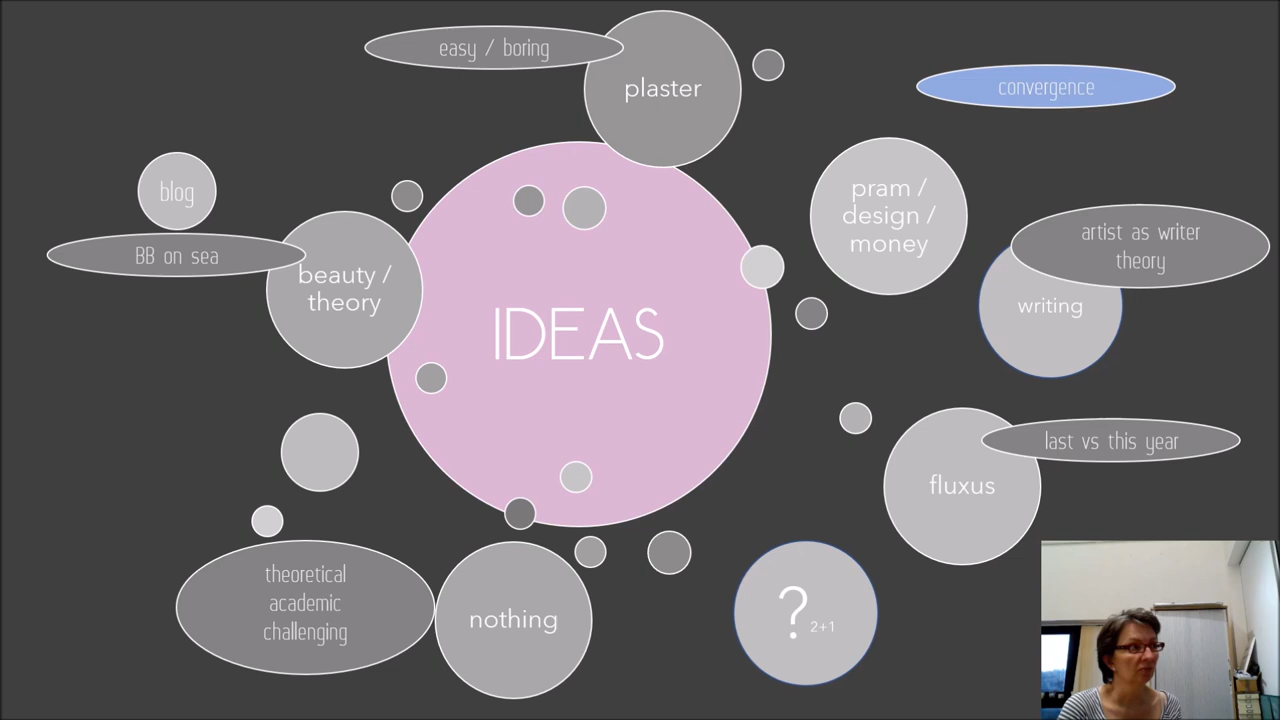 easy / boring
plaster
convergence
blog
pram /
design /
money
artist as writer
theory
BB on sea
beauty /
theory
writing
IDEAS
last vs this year
fluxus
theoretical
academic
challenging
nothing
? 2+1